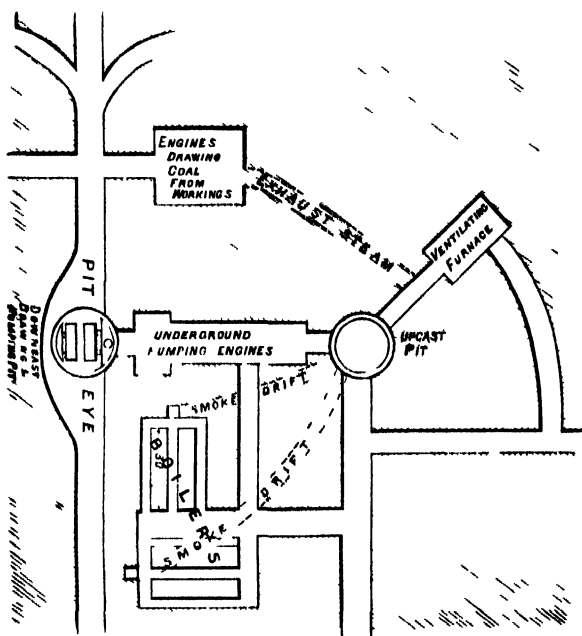 ENGINES
DRAWING
COAL
FROM
WORKINGS
EXHAUST STEAM
VENTILATING
FURNACE
PIT EYE
DOWNCAST
DRAWING &
PUMPING PIT
C
UNDERGROUND
PUMPING ENGINES
UPCAST
PIT
SMOKE DRIFT
BOILERS
SMOKE DRIFT